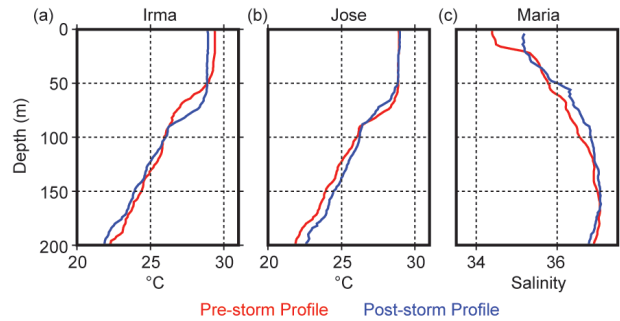 (a) Irma (b) Jose (c) Maria
0
50
100
150
200
Depth (m)
20 25 30 20 25 30 34 36
°C °C Salinity
Pre-storm Profile Post-storm Profile